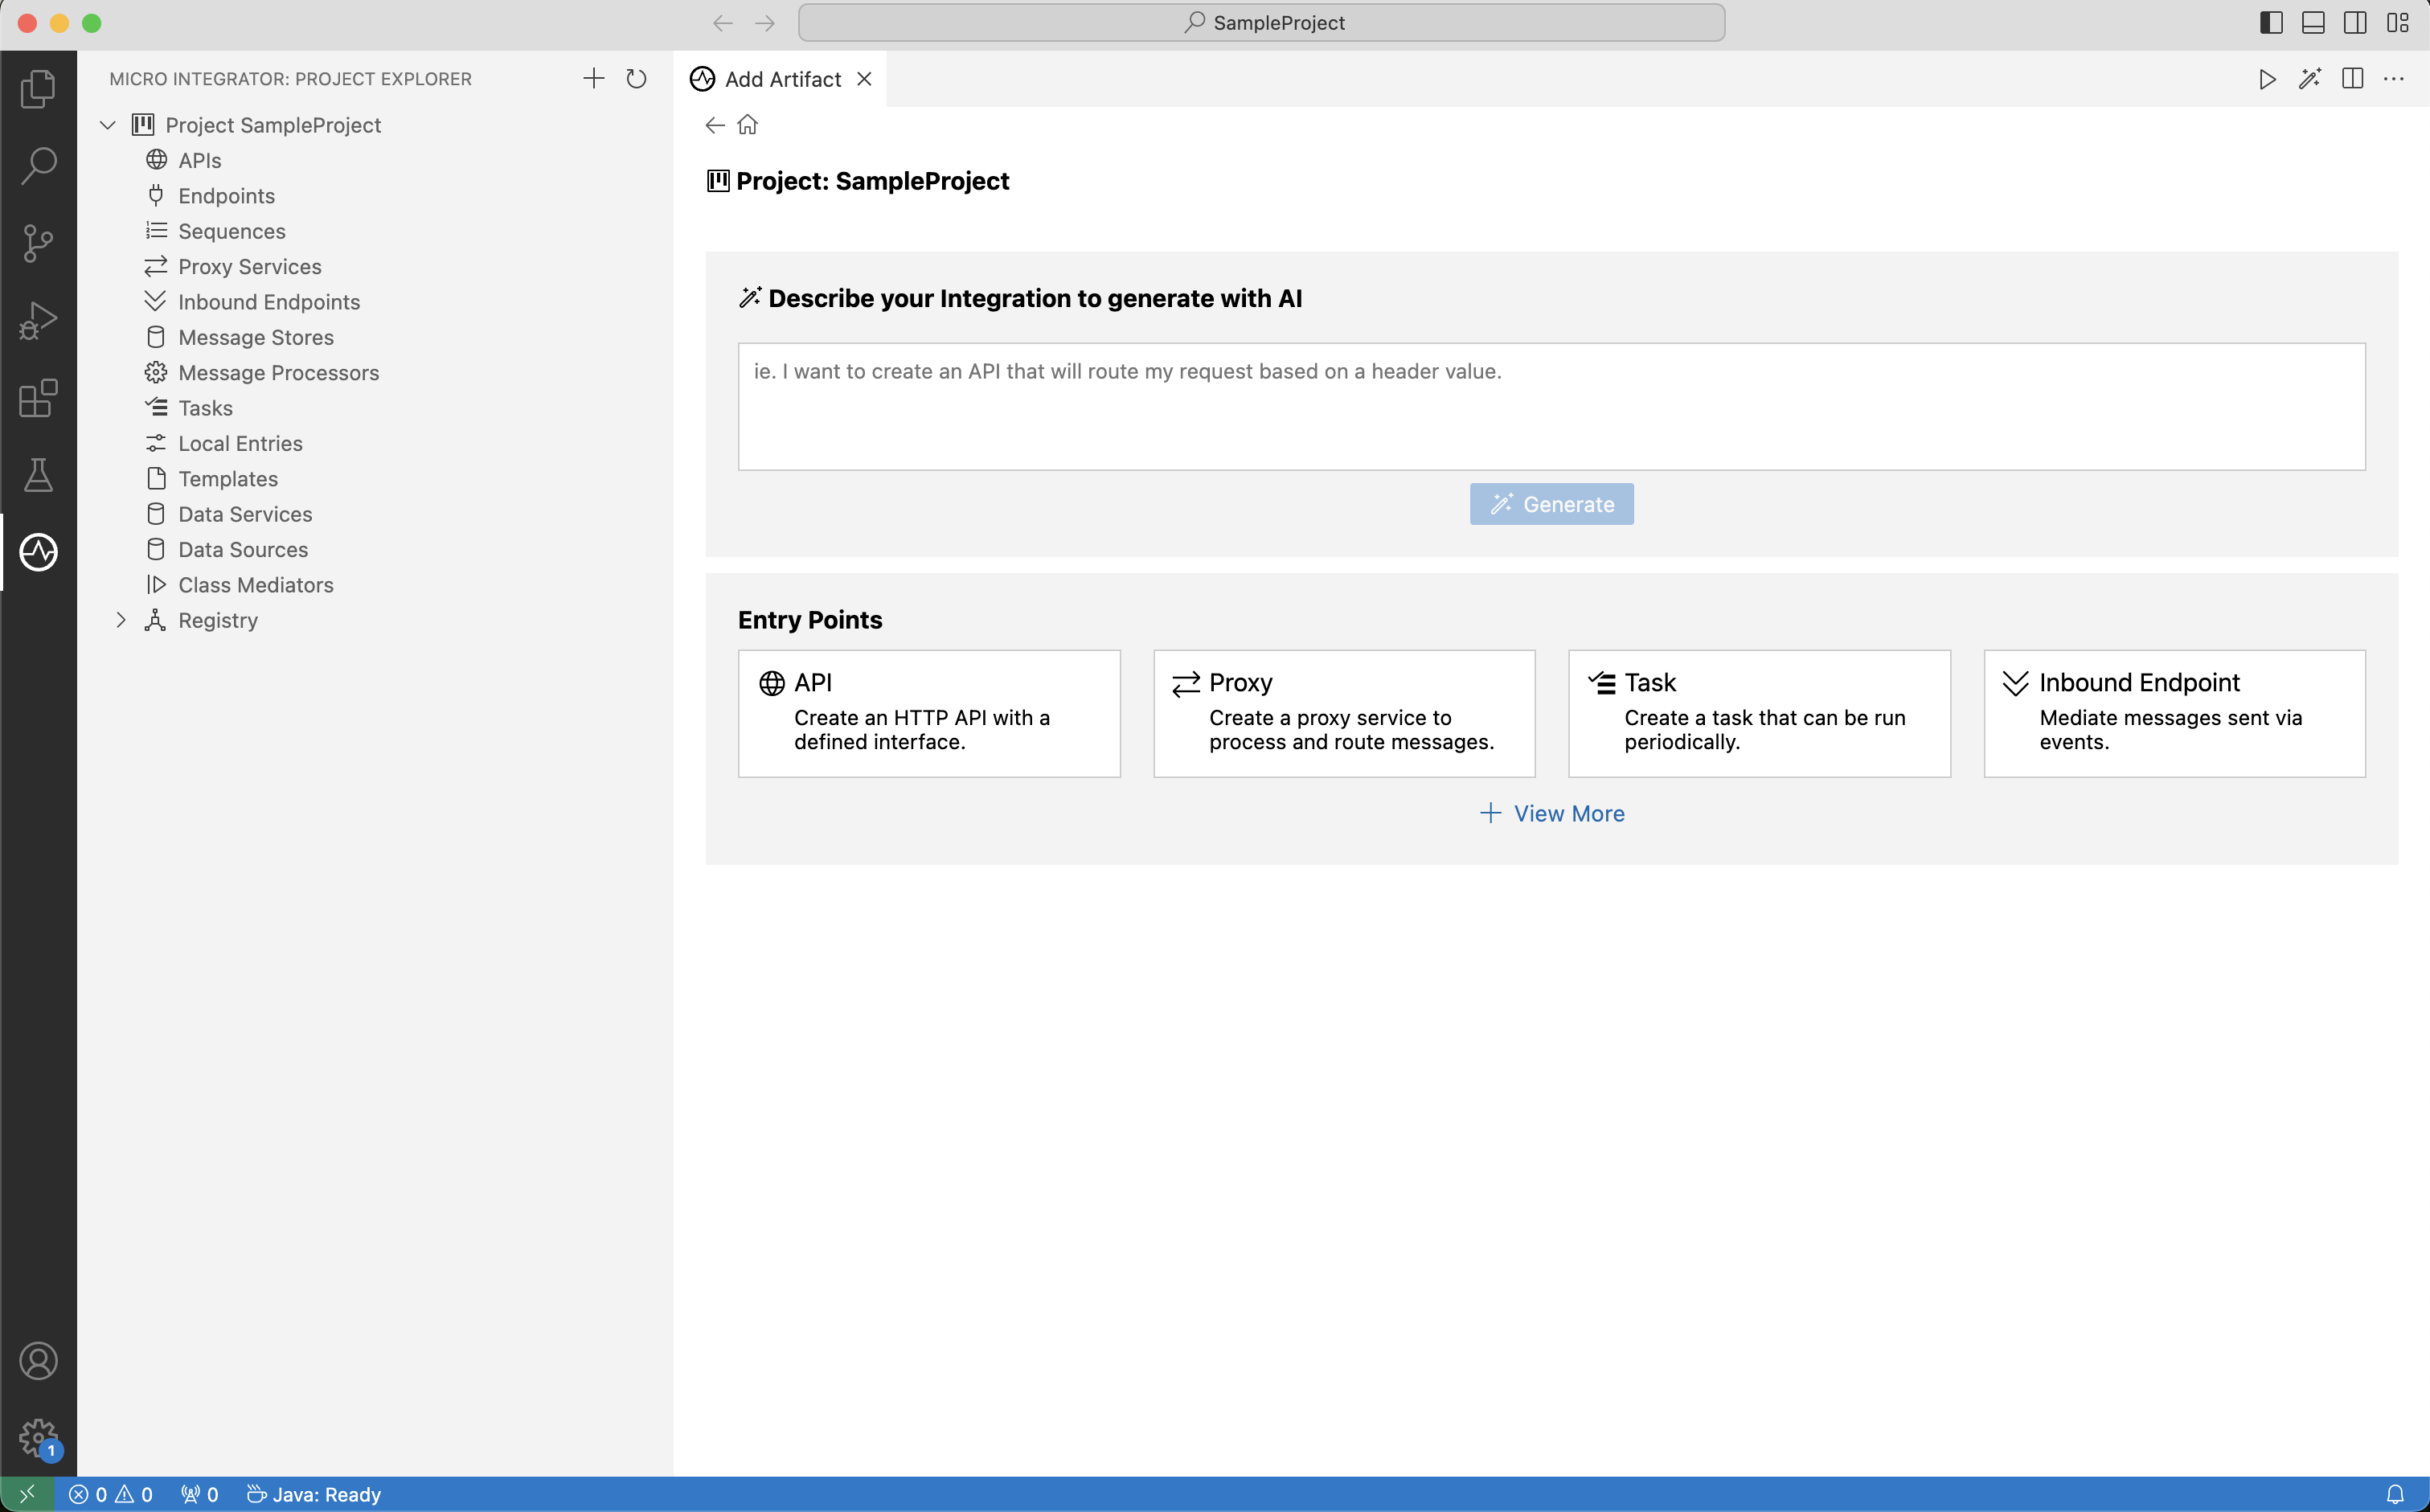 SampleProject
MICRO INTEGRATOR: PROJECT EXPLORER
Project SampleProject
APIs
Endpoints
Sequences
Proxy Services
Inbound Endpoints
Message Stores
Message Processors
Tasks
Local Entries
Templates
Data Services
Data Sources
Class Mediators
Registry
1
Add Artifact
Project: SampleProject
Describe your Integration to generate with AI
ie. I want to create an API that will route my request based on a header value.
Generate
Entry Points
API
Create an HTTP API with a
defined interface.
Proxy
Create a proxy service to
process and route messages.
Task
Create a task that can be run
periodically.
Inbound Endpoint
Mediate messages sent via
events.
View More
0 0 0 Java: Ready